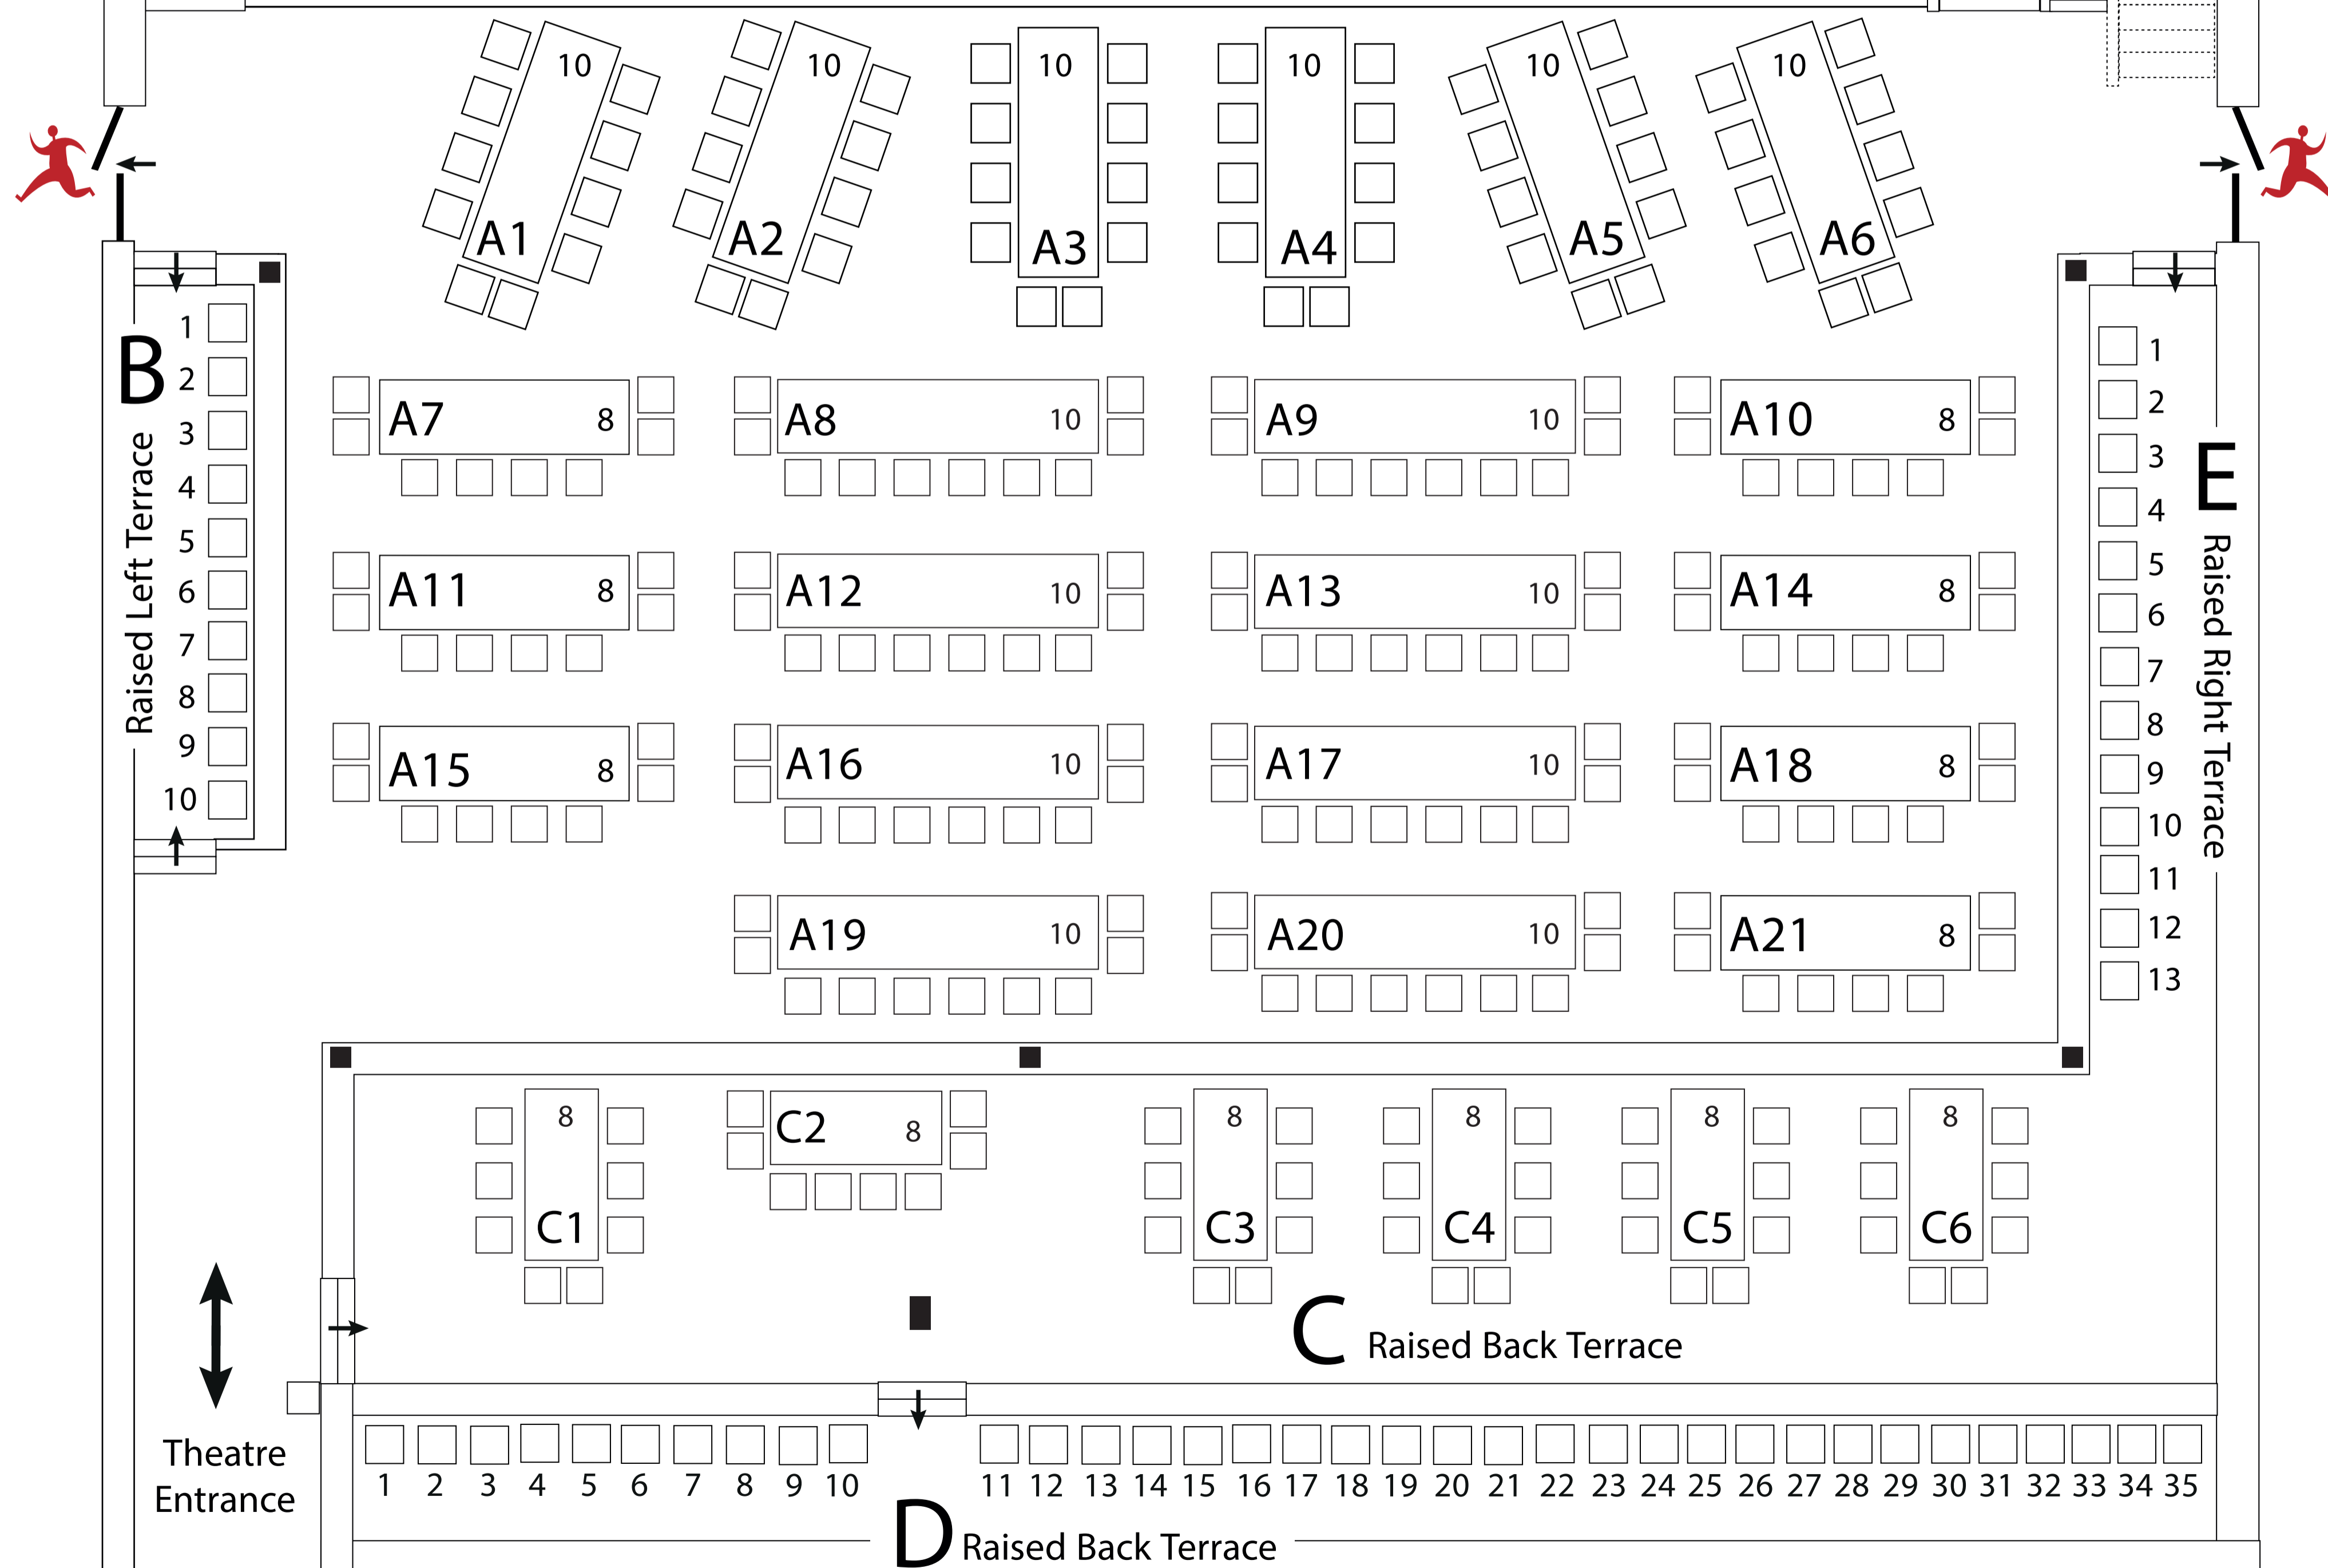 10 10 10 10 10 10
A1 A2 A3 A4 A5 A6
B
Raised Left Terrace
1
2
3
4
5
6
7
8
9
10
A7 8 A8 10 A9 10 A10 8
A11 8 A12 10 A13 10 A14 8
A15 8 A16 10 A17 10 A18 8
A19 10 A20 10 A21 8
1
2
3
4
5
6
7
8
9
10
11
12
13
E
Raised Right Terrace
8 C2 8 8 8 8 8
C1 C3 C4 C5 C6
C Raised Back Terrace
Theatre
Entrance
1 2 3 4 5 6 7 8 9 10 11 12 13 14 15 16 17 18 19 20 21 22 23 24 25 26 27 28 29 30 31 32 33 34 35
D Raised Back Terrace